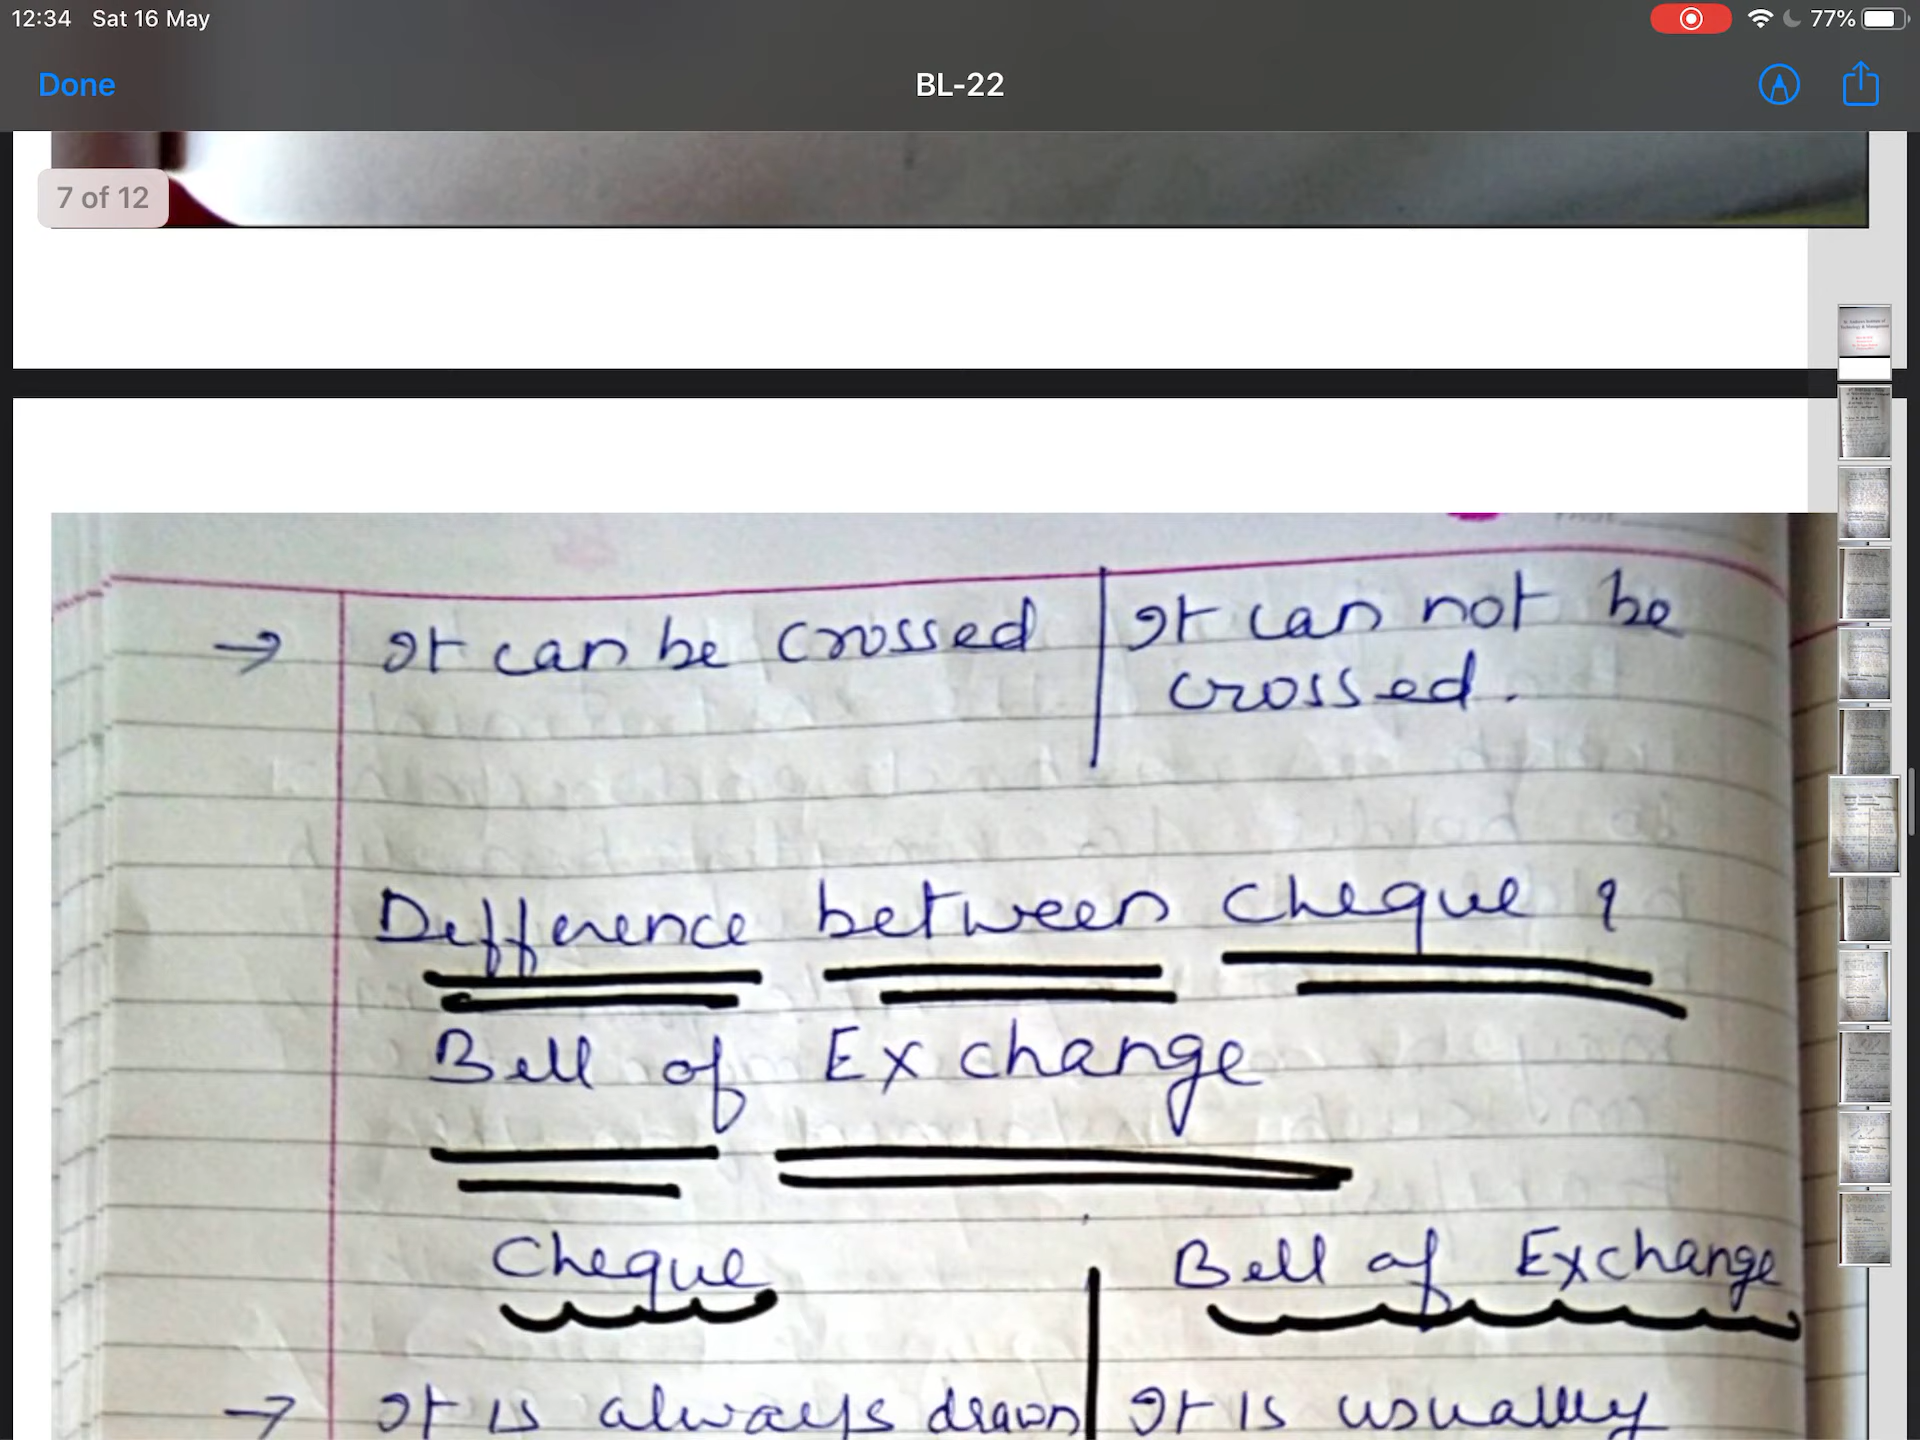 12:34 Sat 16 May
77%
Done
BL-22
7 of 12
→ It can be crossed | It can not be
crossed.
Difference between Cheque &
Bill of Exchange
Cheque
Bill of Exchange
→ It is always drawn | It is usually